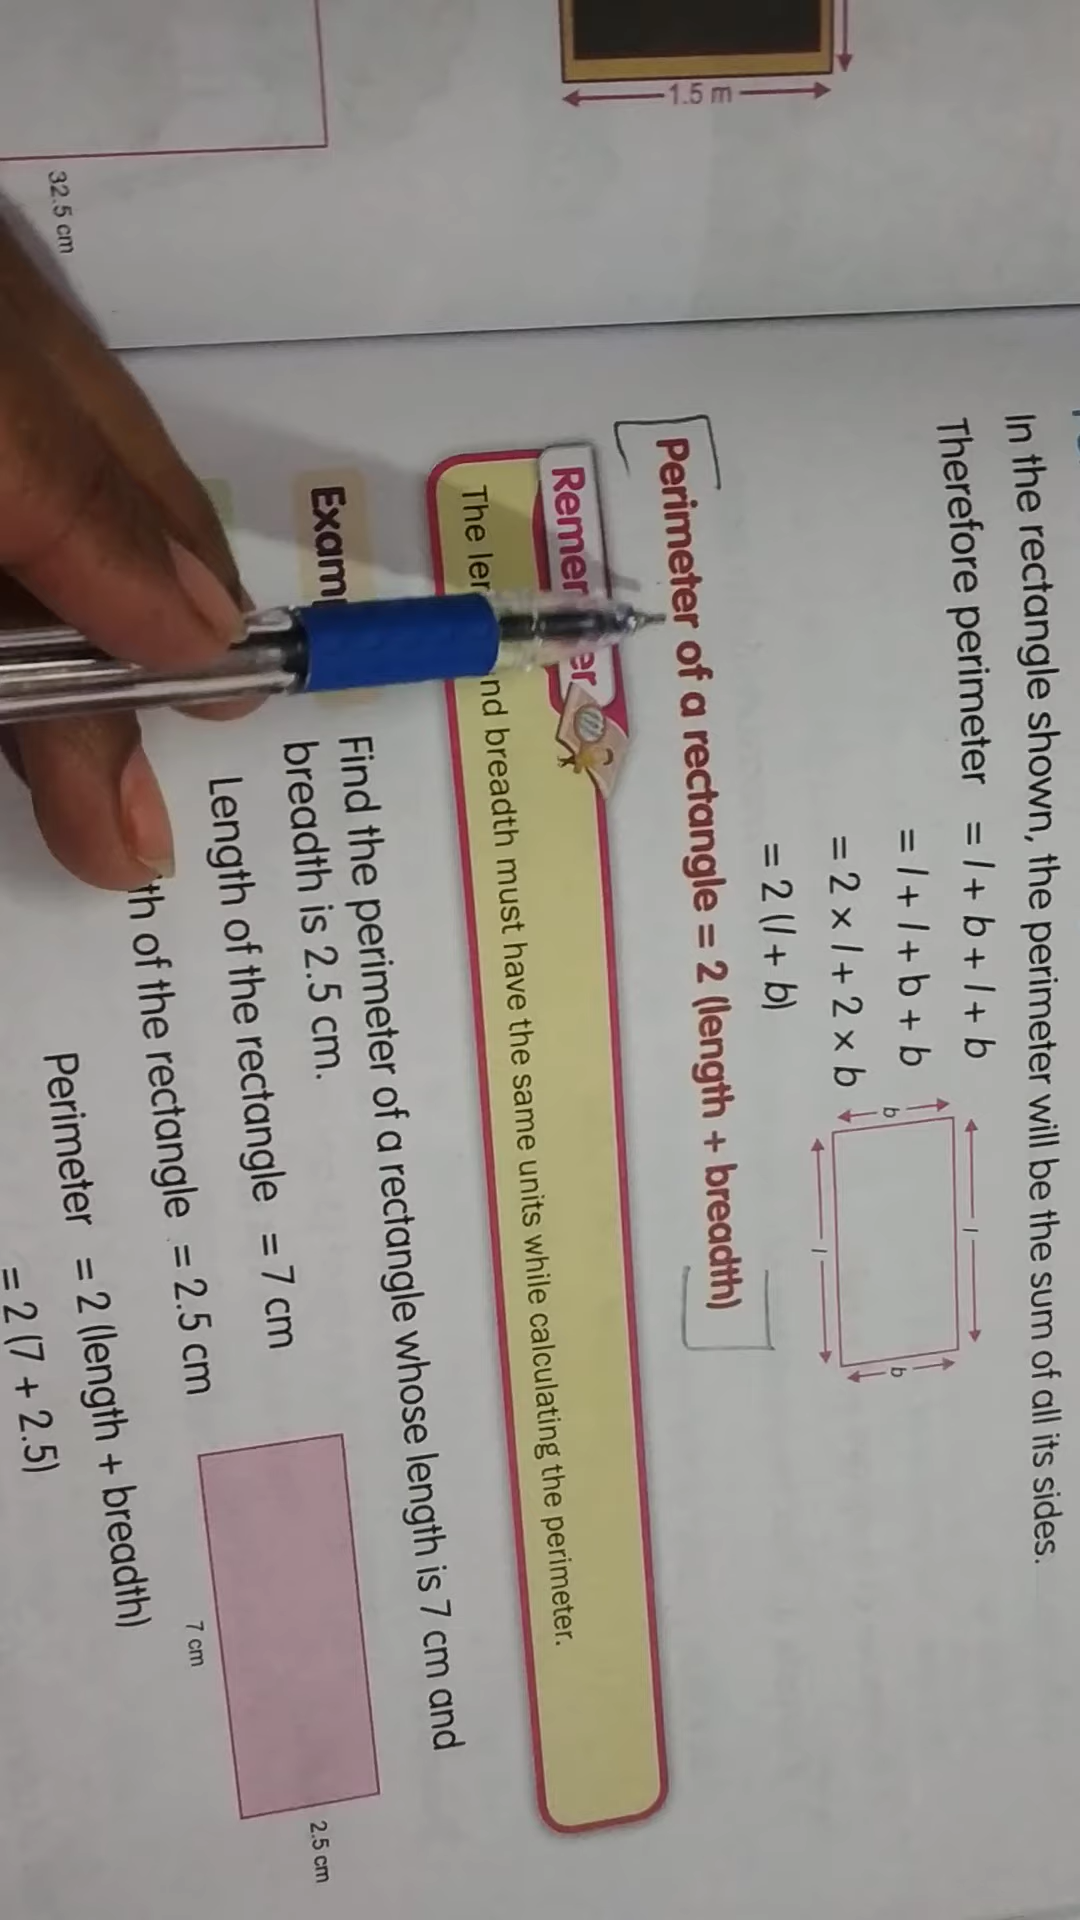 1.5 m
32.5 cm
In the rectangle shown, the perimeter will be the sum of all its sides.
Therefore perimeter = l + b + l + b
= l + l + b + b
= 2 × l + 2 × b
= 2 (l + b)
l
b
b
l
Perimeter of a rectangle = 2 (length + breadth)
Remer er
The ler nd breadth must have the same units while calculating the perimeter.
Exam
Find the perimeter of a rectangle whose length is 7 cm and
breadth is 2.5 cm.
Length of the rectangle = 7 cm
th of the rectangle = 2.5 cm
Perimeter = 2 (length + breadth)
= 2 (7 + 2.5)
2.5 cm
7 cm